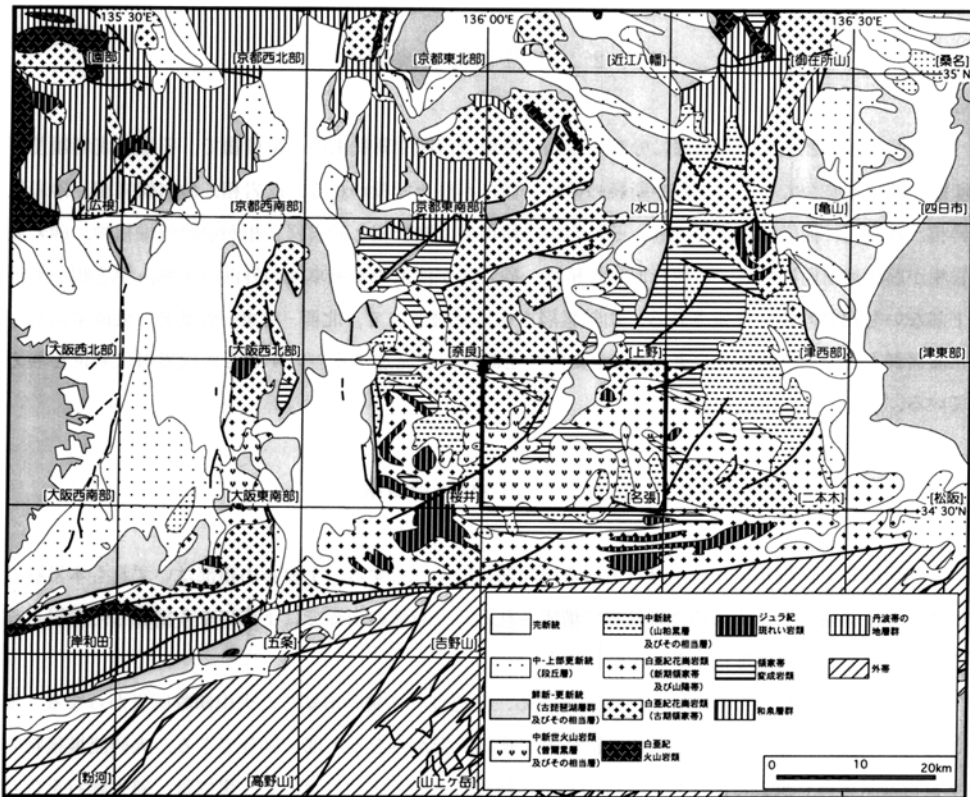 135° 30'
136° 00'E
136° 30'
[園部]
[京都西北部]
[京都東北部]
[近江八幡]
[御在所山]
[桑名]
35° N
[広根]
[京都西南部]
[京都東南部]
[水口]
[亀山]
[四日市]
[大阪西北部]
[大阪西北部]
[奈良]
[上野]
[津西部]
[津東部]
[大阪西南部]
[大阪東南部]
[桜井]
[名張]
[二本木]
[松阪]
34° 30'N
[岸和田]
[五条]
[吉野山]
[粉河]
[高野山]
[山上ヶ岳]
完新統
中-上部更新統
(段丘層)
鮮新-更新統
(古琵琶湖層群
及びその相当層)
中新世火山岩類
(曽爾累層
及びその相当層)
中新統
(山粕累層
及びその相当層)
白亜紀花崗岩類
(新期領家帯
及び山陽帯)
白亜紀花崗岩類
(古期領家帯)
白亜紀
火山岩類
ジュラ紀
斑れい岩類
領家帯
変成岩類
和泉層群
丹波帯の
地層群
外帯
0 10 20km